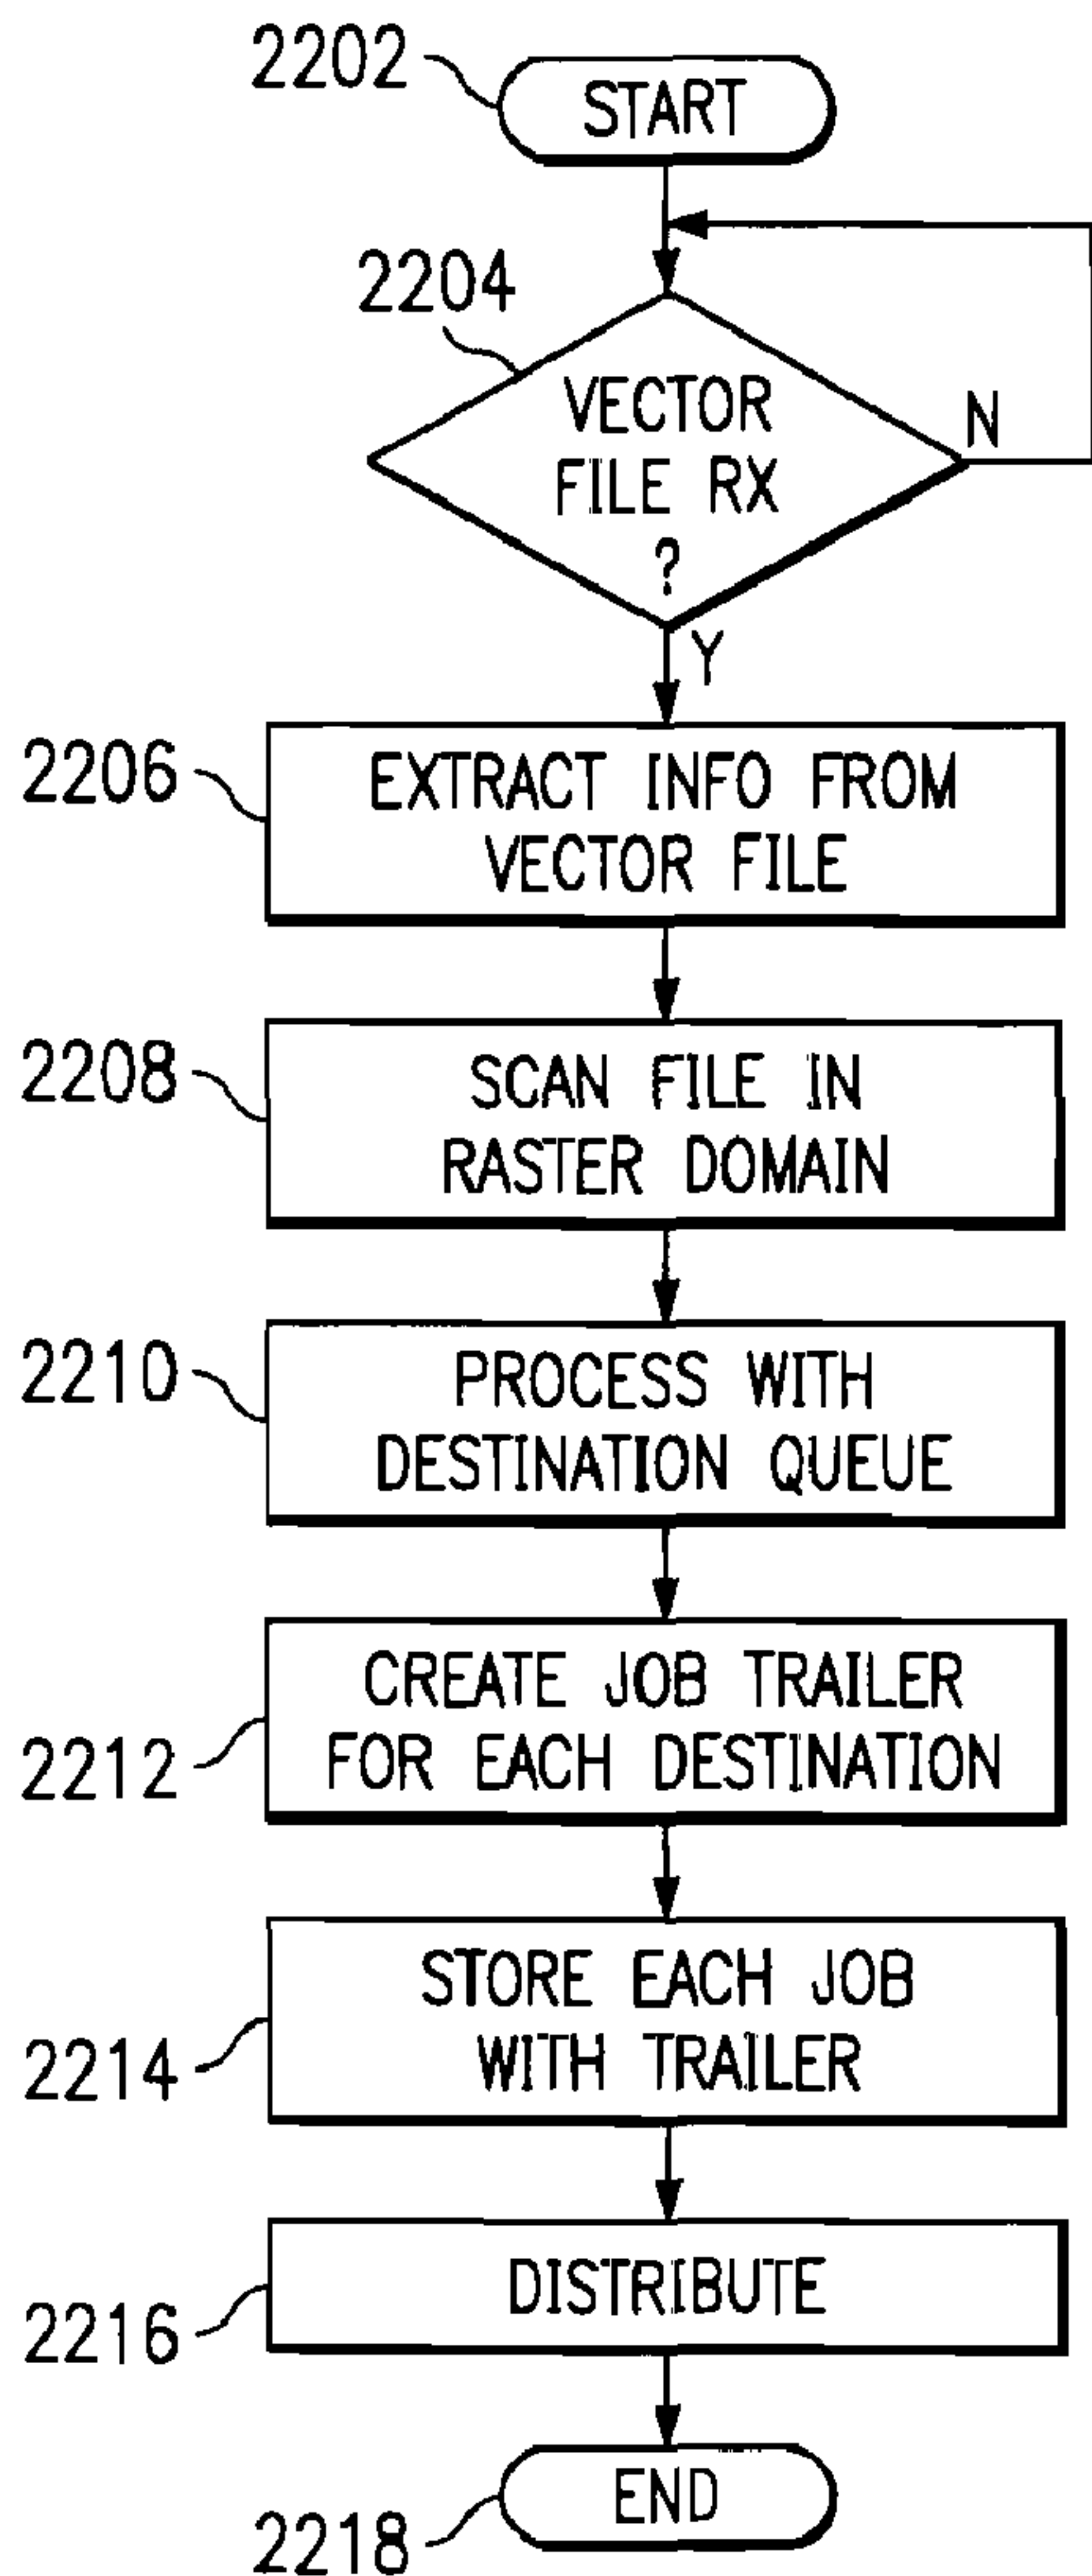 2202
START
2204
VECTOR
FILE RX
?
N
Y
2206
EXTRACT INFO FROM
VECTOR FILE
2208
SCAN FILE IN
RASTER DOMAIN
2210
PROCESS WITH
DESTINATION QUEUE
2212
CREATE JOB TRAILER
FOR EACH DESTINATION
2214
STORE EACH JOB
WITH TRAILER
2216
DISTRIBUTE
2218
END